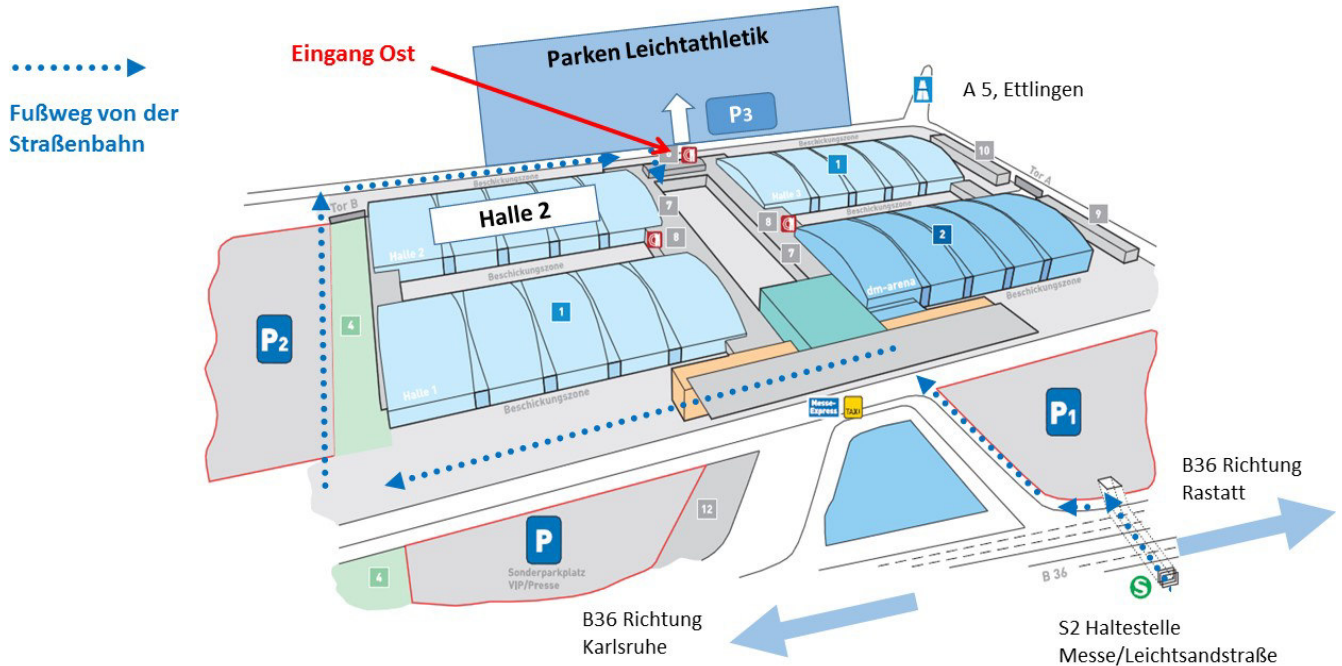 Fußweg von der
Straßenbahn
Eingang Ost
Parken Leichtathletik
P3
A 5, Ettlingen
Beschickungszone
Beschickungszone
6
10
Tor A
9
Tor B
1
Halle 3
Halle 2
Halle 2
7
8
8
7
Beschickungszone
2
dm-arena
Beschickungszone
Beschickungszone
P2
4
1
Halle 1
Beschickungszone
Messe-
Express
TAXI
P1
B36 Richtung
Rastatt
12
P
Sonderparkplatz
VIP/Presse
4
B 36
S
B36 Richtung
Karlsruhe
S2 Haltestelle
Messe/Leichtsandstraße